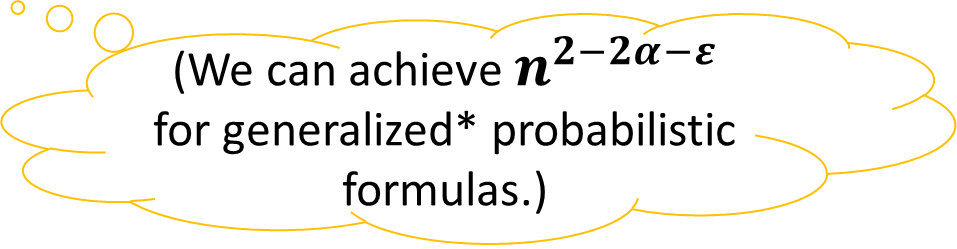 (We can achieve 𝒏^{𝟐−𝟐𝜶−𝜺}
for generalized* probabilistic
formulas.)